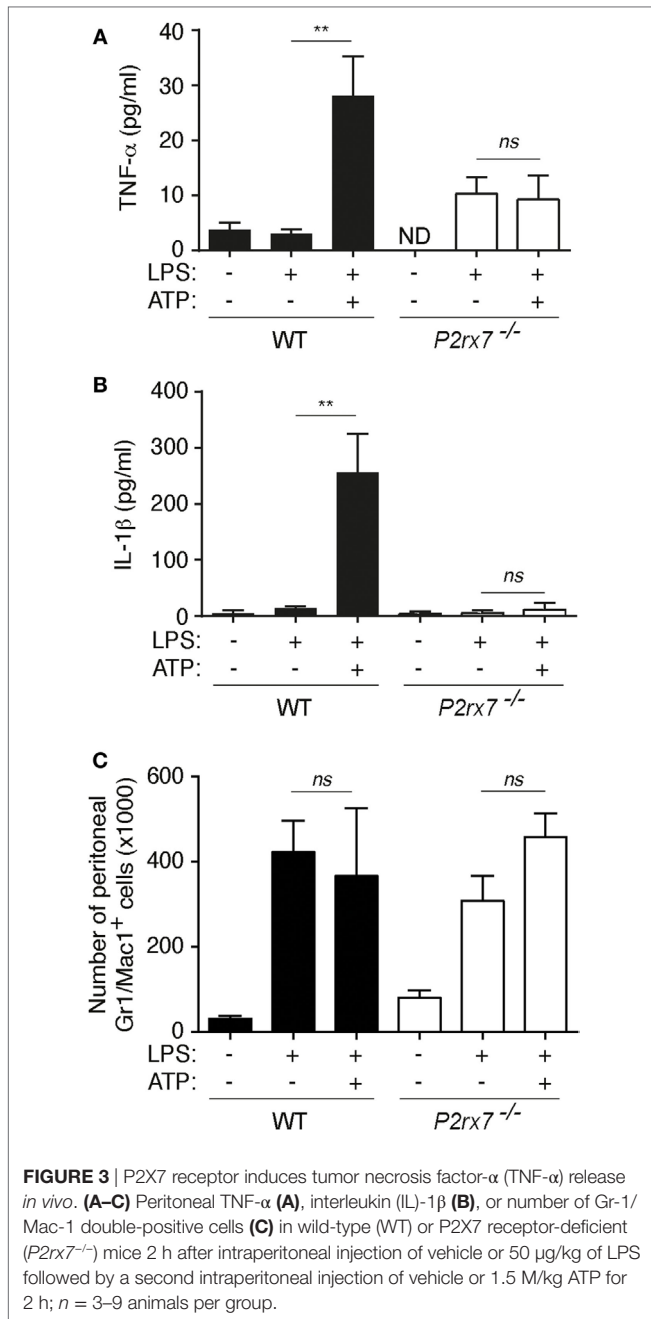 A
**
ns
TNF-α (pg/ml)
40
30
20
10
0
ND
LPS: - + + - + +
ATP: - - + - - +
WT P2rx7 -/-
B
**
ns
IL-1β (pg/ml)
400
300
200
100
0
LPS: - + + - + +
ATP: - - + - - +
WT P2rx7 -/-
C
ns
ns
Number of peritoneal
Gr1/Mac1+ cells (x1000)
600
400
200
0
LPS: - + + - + +
ATP: - - + - - +
WT P2rx7 -/-
FIGURE 3 | P2X7 receptor induces tumor necrosis factor-α (TNF-α) release
in vivo. (A–C) Peritoneal TNF-α (A), interleukin (IL)-1β (B), or number of Gr-1/
Mac-1 double-positive cells (C) in wild-type (WT) or P2X7 receptor-deficient
(P2rx7−/−) mice 2 h after intraperitoneal injection of vehicle or 50 µg/kg of LPS
followed by a second intraperitoneal injection of vehicle or 1.5 M/kg ATP for
2 h; n = 3–9 animals per group.